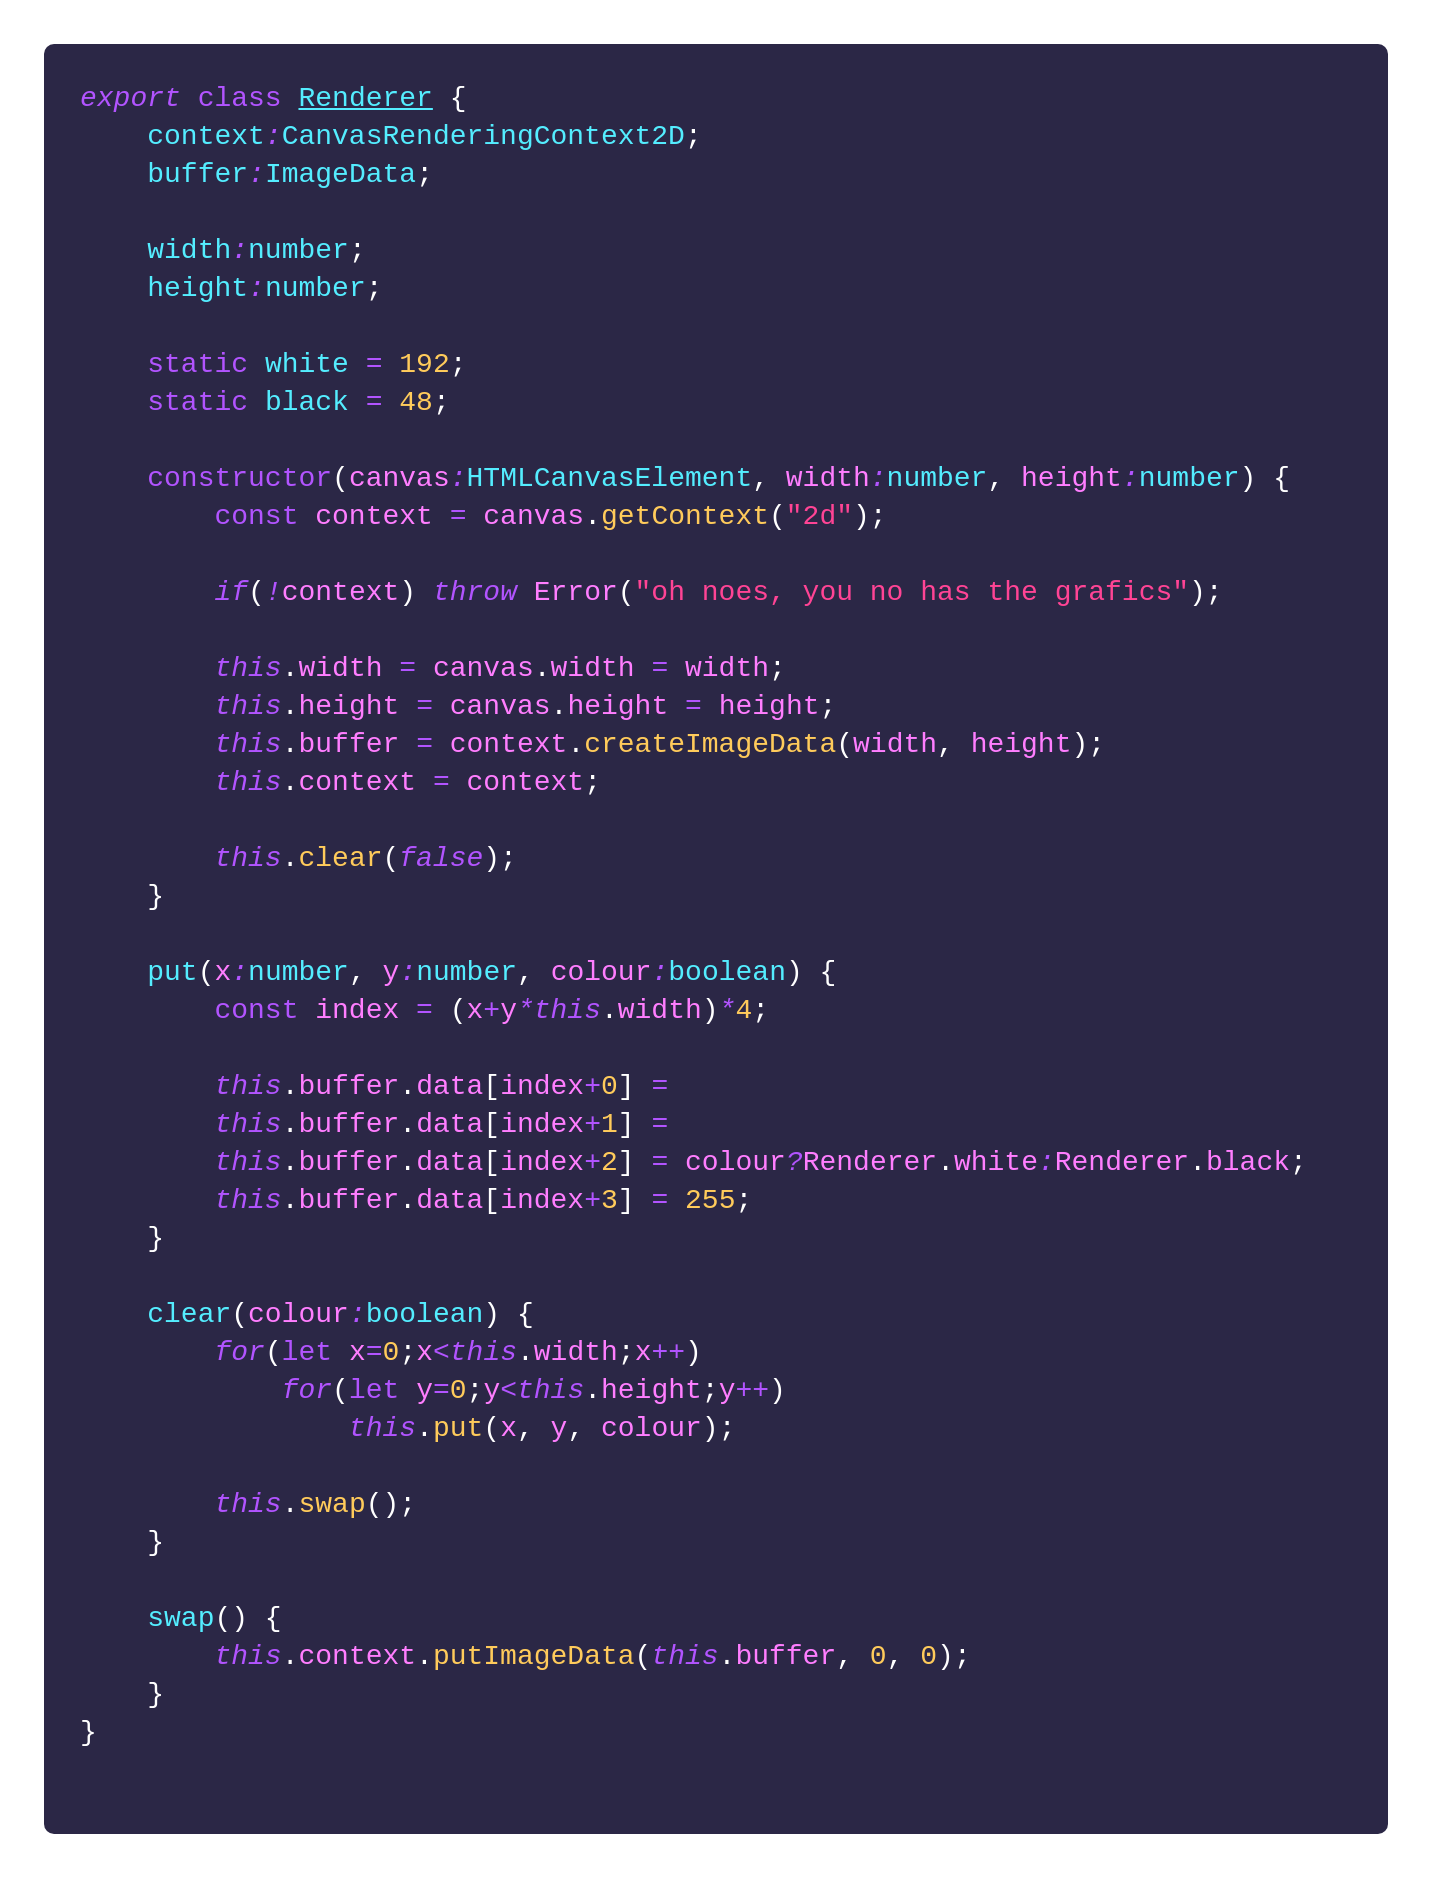 export class Renderer {
    context:CanvasRenderingContext2D;
    buffer:ImageData;

    width:number;
    height:number;

    static white = 192;
    static black = 48;

    constructor(canvas:HTMLCanvasElement, width:number, height:number) {
        const context = canvas.getContext("2d");

        if(!context) throw Error("oh noes, you no has the grafics");

        this.width = canvas.width = width;
        this.height = canvas.height = height;
        this.buffer = context.createImageData(width, height);
        this.context = context;

        this.clear(false);
    }

    put(x:number, y:number, colour:boolean) {
        const index = (x+y*this.width)*4;

        this.buffer.data[index+0] =
        this.buffer.data[index+1] =
        this.buffer.data[index+2] = colour?Renderer.white:Renderer.black;
        this.buffer.data[index+3] = 255;
    }

    clear(colour:boolean) {
        for(let x=0;x<this.width;x++)
            for(let y=0;y<this.height;y++)
                this.put(x, y, colour);

        this.swap();
    }

    swap() {
        this.context.putImageData(this.buffer, 0, 0);
    }
}